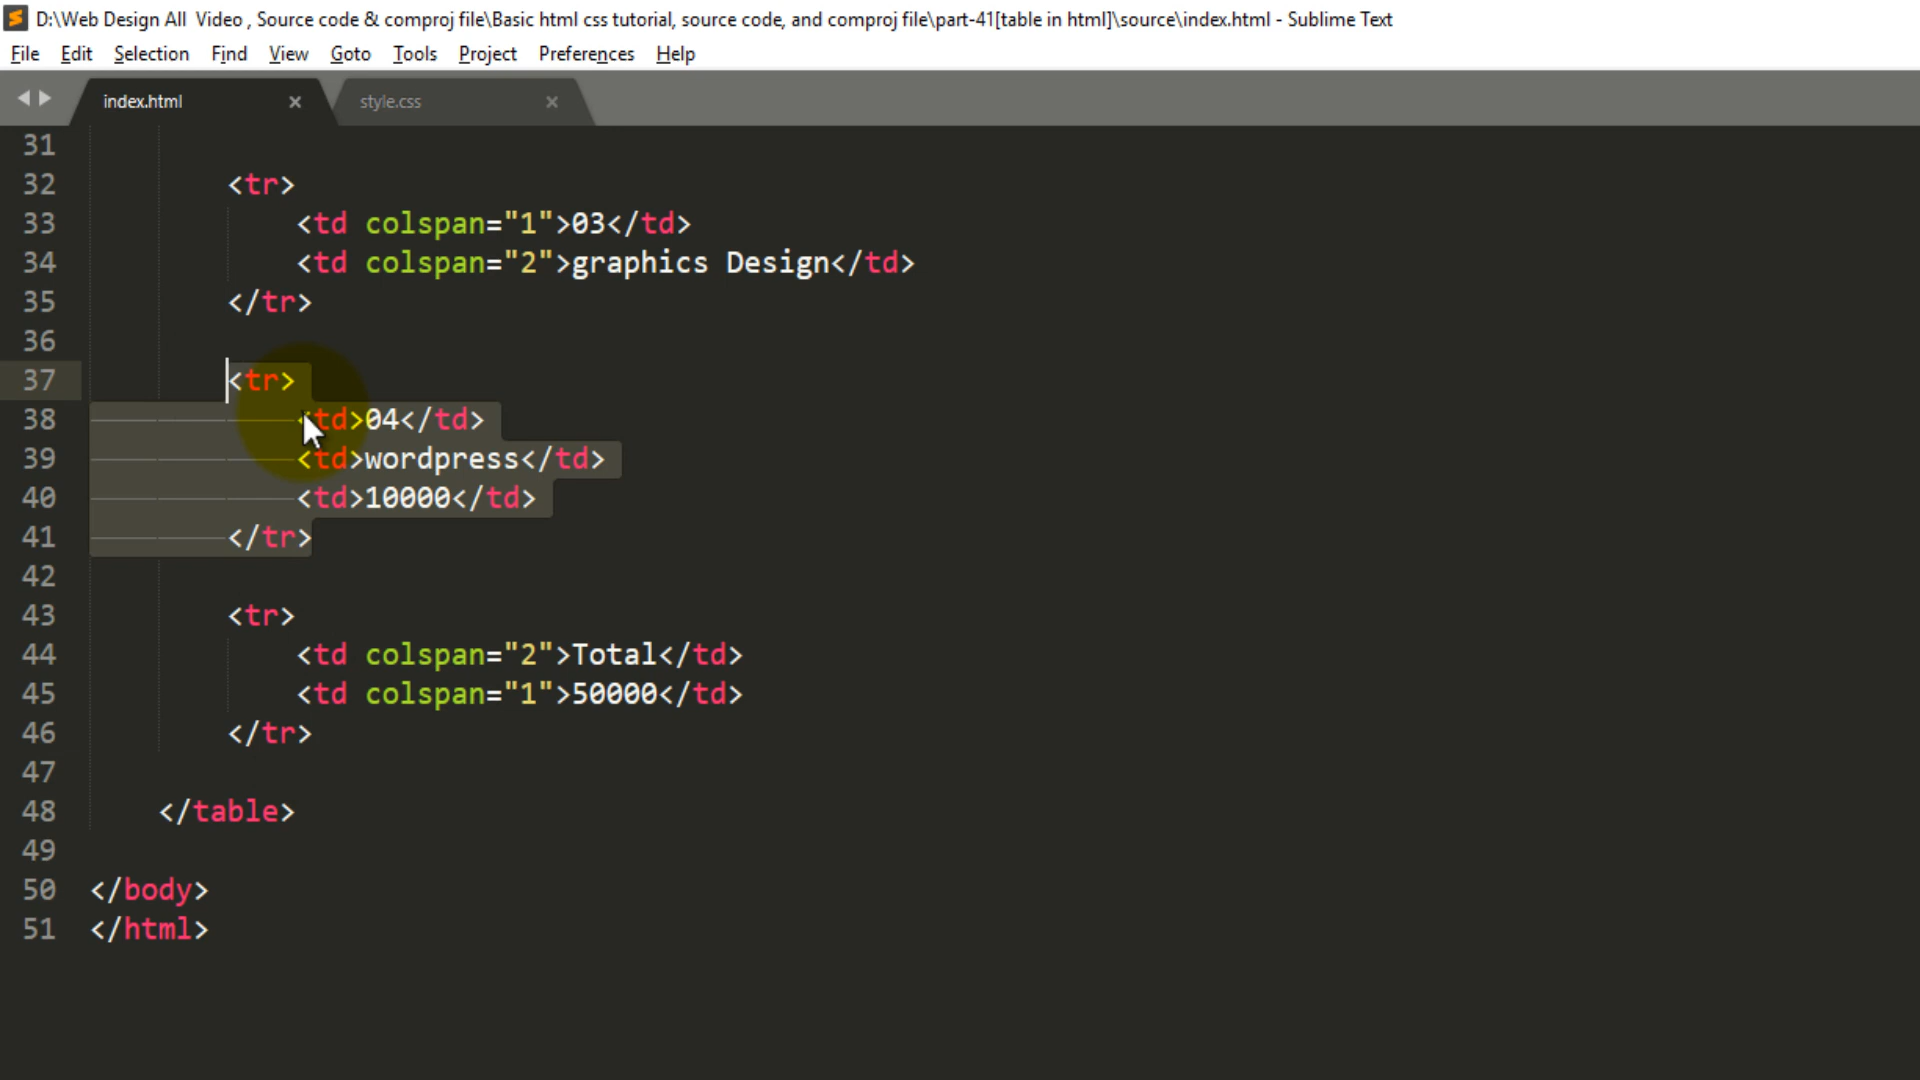 D:\Web Design All  Video , Source code & comproj file\Basic html css tutorial, source code, and comproj file\part-41[table in html]\source\index.html - Sublime Text
File Edit Selection Find View Goto Tools Project Preferences Help
index.html × style.css ×
31
32 <tr>
33 <td colspan="1">03</td>
34 <td colspan="2">graphics Design</td>
35 </tr>
36
37 <tr>
38 <td>04</td>
39 <td>wordpress</td>
40 <td>10000</td>
41 </tr>
42
43 <tr>
44 <td colspan="2">Total</td>
45 <td colspan="1">50000</td>
46 </tr>
47
48 </table>
49
50 </body>
51 </html>